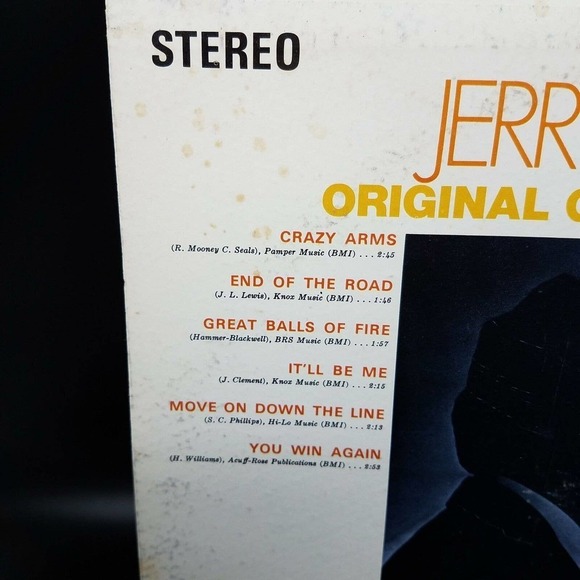 STEREO
JERR
ORIGINAL
CRAZY ARMS
(R. Mooney C. Seals), Pamper Music (BMI) . . . 2:45
END OF THE ROAD
(J. L. Lewis), Knox Music (BMI) . . . 1:46
GREAT BALLS OF FIRE
(Hammer-Blackwell), BRS Music (BMI) . . . 1:57
IT'LL BE ME
(J. Clement), Knox Music (BMI) . . . 2:15
MOVE ON DOWN THE LINE
(S. C. Phillips), Hi-Lo Music (BMI) . . . 2:13
YOU WIN AGAIN
(H. Williams), Acuff-Rose Publications (BMI) . . . 2:52